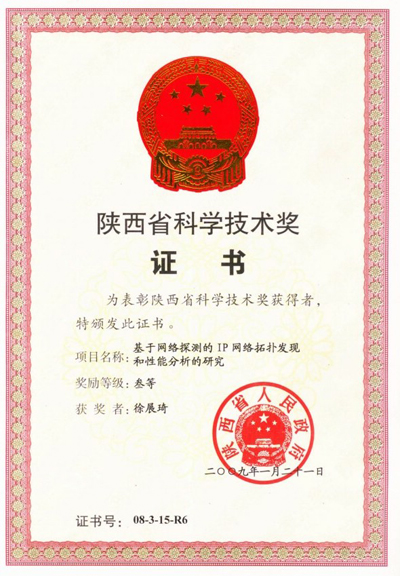 陕西省科学技术奖
证书
为表彰陕西省科学技术奖获得者，
特颁发此证书。
项目名称：基于网络探测的 IP 网络拓扑发现
和性能分析的研究
奖励等级：叁等
获奖者：徐展琦
陕西省人民政府
二〇〇九年一月二十一日
证书号：08-3-15-R6